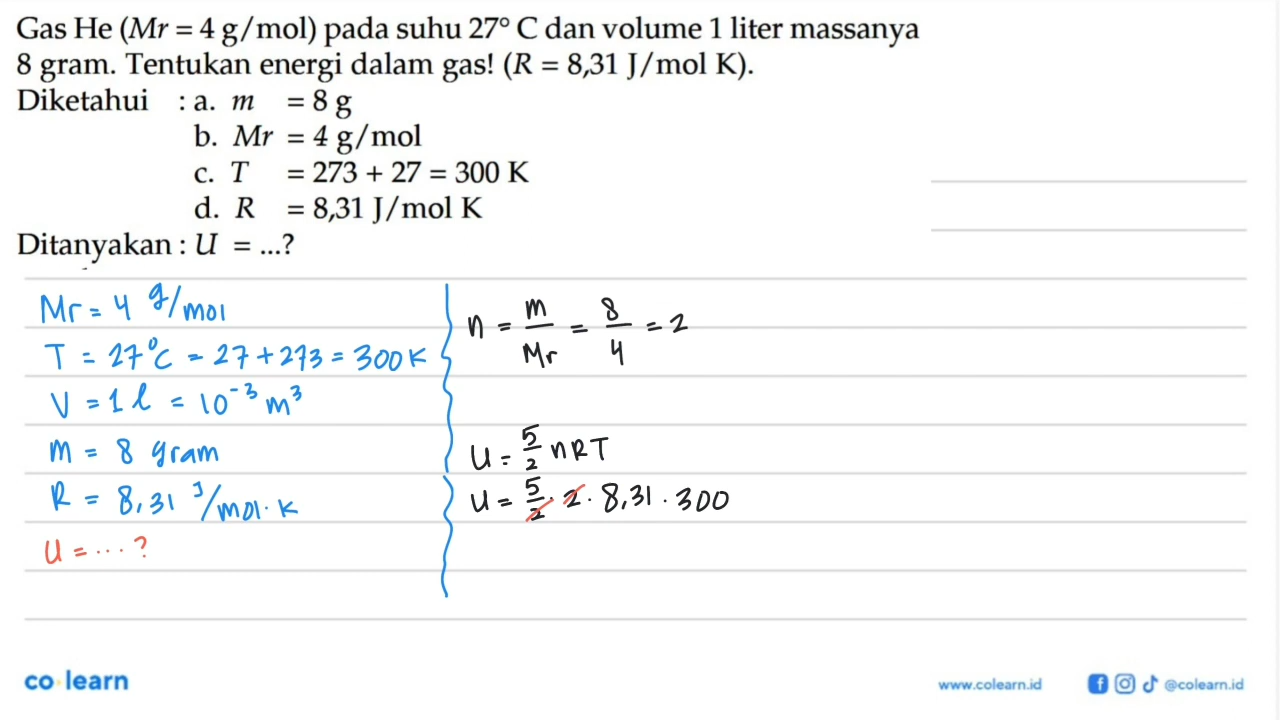 Gas He (Mr = 4 g/mol) pada suhu 27° C dan volume 1 liter massanya
8 gram. Tentukan energi dalam gas! (R = 8,31 J/mol K).
Diketahui : a. m = 8 g
b. Mr = 4 g/mol
c. T = 273 + 27 = 300 K
d. R = 8,31 J/mol K
Ditanyakan : U = ...?
Mr = 4 g/mol
T = 27°C = 27 + 273 = 300 K
V = 1 l = 10⁻³ m³
m = 8 gram
R = 8,31 J/mol. K
U = ... ?
n = m/Mr = 8/4 = 2
U = 5/2 nRT
U = 5/2 . 2 . 8,31 . 300
co learn
www.colearn.id
@colearn.id